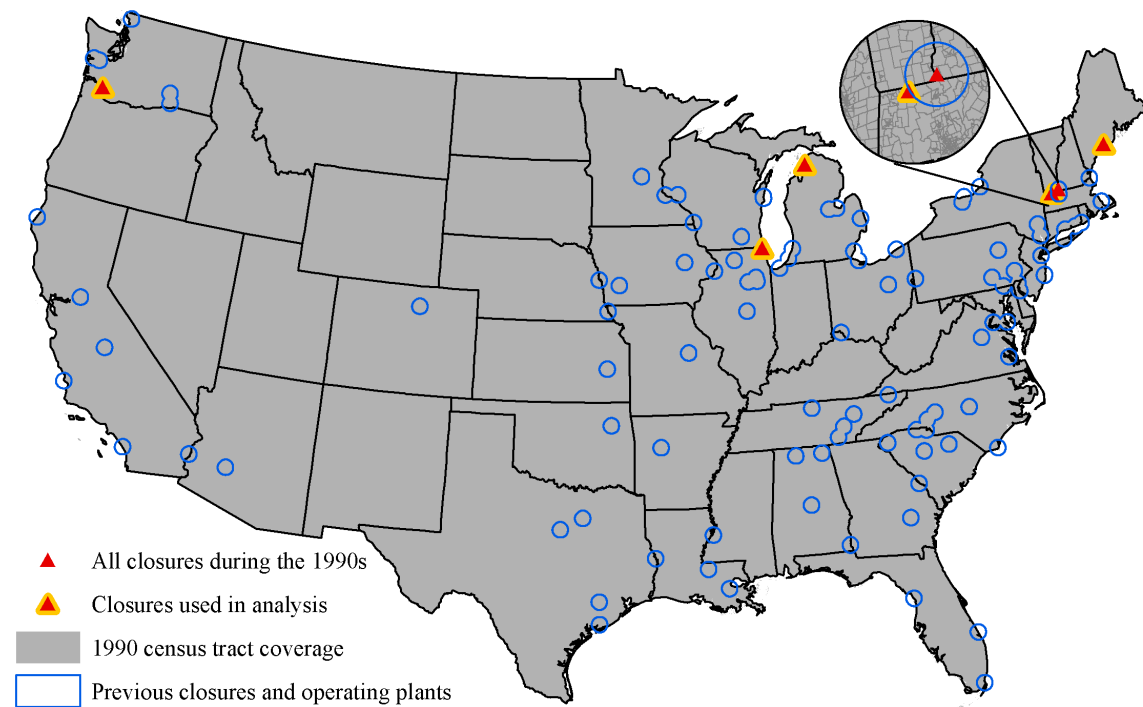 All closures during the 1990s
Closures used in analysis
1990 census tract coverage
Previous closures and operating plants